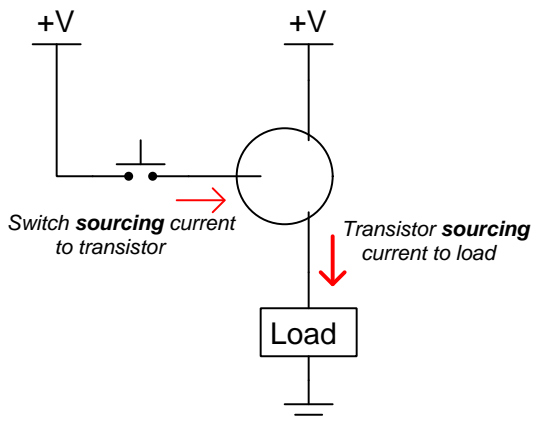 +V
+V
Switch sourcing current
to transistor
Transistor sourcing
current to load
Load